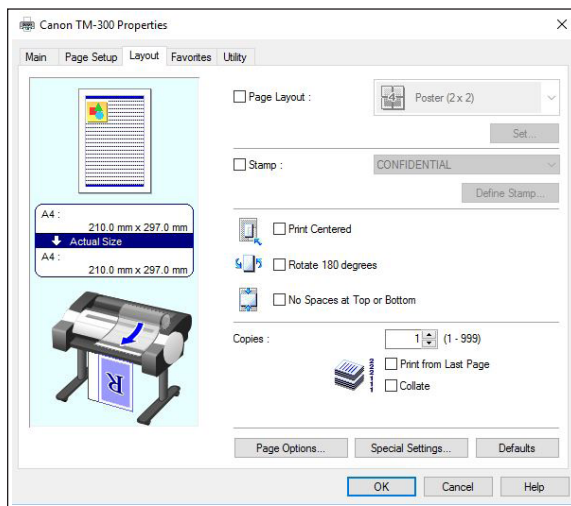 Canon TM-300 Properties
Main Page Setup Layout Favorites Utility
Page Layout :
4
Poster (2 x 2)
Set...
Stamp :
CONFIDENTIAL
Define Stamp...
A4 :
210.0 mm x 297.0 mm
Actual Size
A4 :
210.0 mm x 297.0 mm
Print Centered
Rotate 180 degrees
No Spaces at Top or Bottom
R
Copies :
1 (1 - 999)
Print from Last Page
Collate
Page Options... Special Settings... Defaults
OK Cancel Help